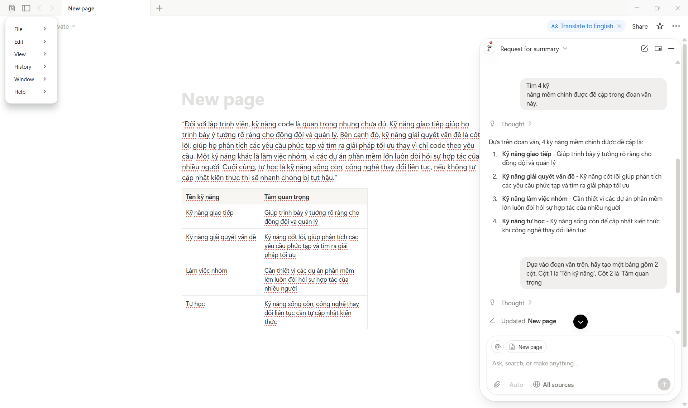 New page
File
Edit
View
History
Window
Help
vate
Translate to English
Share
New page
"Đối với lập trình viên, kỹ năng code là quan trọng nhưng chưa đủ. Kỹ năng giao tiếp giúp họ
trình bày ý tưởng rõ ràng cho đồng đội và quản lý. Bên cạnh đó, kỹ năng giải quyết vấn đề là cốt
lõi, giúp họ phân tích các yêu cầu phức tạp và tìm ra giải pháp tối ưu thay vì chỉ code theo yêu
cầu. Một kỹ năng khác là làm việc nhóm, vì các dự án phần mềm lớn luôn đòi hỏi sự hợp tác của
nhiều người. Cuối cùng, tự học là kỹ năng sống còn, công nghệ thay đổi liên tục, nếu không tự
cập nhật kiến thức thì sẽ nhanh chóng bị tụt hậu."
Tên kỹ năng Tầm quan trọng
Kỹ năng giao tiếp Giúp trình bày ý tưởng rõ ràng cho
đồng đội và quản lý
Kỹ năng giải quyết vấn đề Kỹ năng cốt lõi, giúp phân tích các
yêu cầu phức tạp và tìm ra giải
pháp tối ưu
Làm việc nhóm Cần thiết vì các dự án phần mềm
lớn luôn đòi hỏi sự hợp tác của
nhiều người
Tự học Kỹ năng sống còn, công nghệ thay
đổi liên tục cần tự cập nhật kiến
thức
Request for summary
Tìm 4 kỹ
năng mềm chính được đề cập trong đoạn văn
này.
Thought
Dựa trên đoạn văn, 4 kỹ năng mềm chính được đề cập là:
1. Kỹ năng giao tiếp - Giúp trình bày ý tưởng rõ ràng cho
đồng đội và quản lý
2. Kỹ năng giải quyết vấn đề - Kỹ năng cốt lõi giúp phân tích
các yêu cầu phức tạp và tìm ra giải pháp tối ưu
3. Kỹ năng làm việc nhóm - Cần thiết vì các dự án phần mềm
lớn luôn đòi hỏi sự hợp tác của nhiều người
4. Kỹ năng tự học - Kỹ năng sống còn để cập nhật kiến thức
khi công nghệ thay đổi liên tục
Dựa vào đoạn văn trên, hãy tạo một bảng gồm 2
cột. Cột 1 là 'Tên kỹ năng', Cột 2 là 'Tầm quan
trọng
Thought
Updated New page
@ New page
Ask, search, or make anything...
Auto All sources